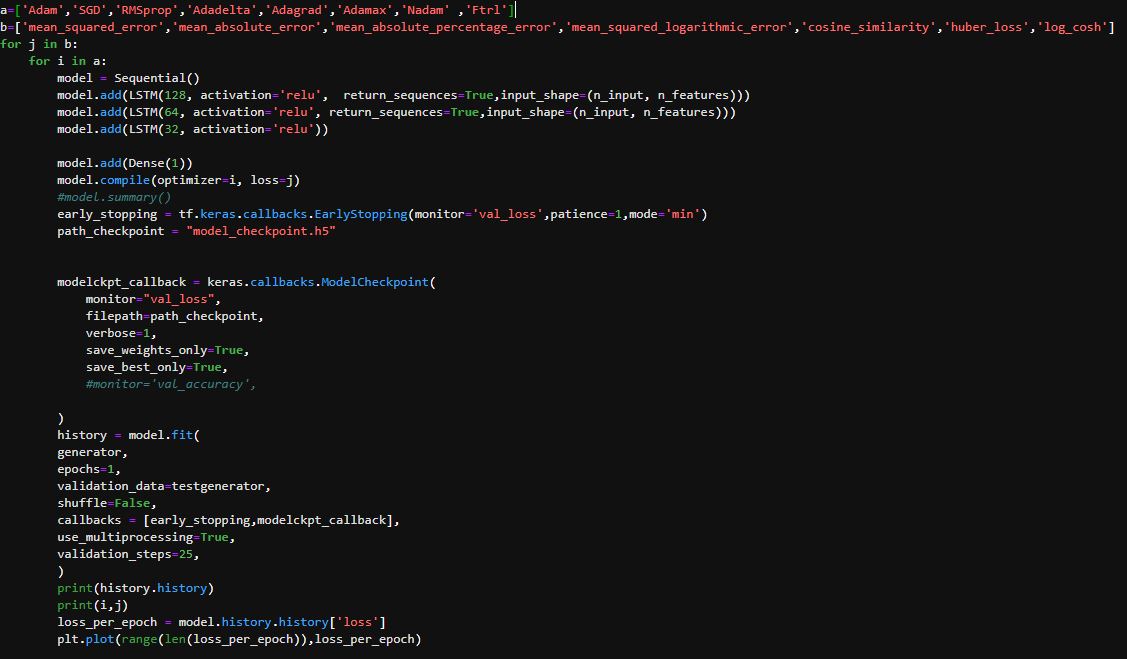 a=['Adam','SGD','RMSprop','Adadelta','Adagrad','Adamax','Nadam' ,'Ftrl']
b=['mean_squared_error','mean_absolute_error','mean_absolute_percentage_error','mean_squared_logarithmic_error','cosine_similarity','huber_loss','log_cosh']
for j in b:
    for i in a:
        model = Sequential()
        model.add(LSTM(128, activation='relu',  return_sequences=True,input_shape=(n_input, n_features)))
        model.add(LSTM(64, activation='relu', return_sequences=True,input_shape=(n_input, n_features)))
        model.add(LSTM(32, activation='relu'))
        model.add(Dense(1))
        model.compile(optimizer=i, loss=j)
        #model.summary()
        early_stopping = tf.keras.callbacks.EarlyStopping(monitor='val_loss',patience=1,mode='min')
        path_checkpoint = "model_checkpoint.h5"
        modelckpt_callback = keras.callbacks.ModelCheckpoint(
            monitor="val_loss",
            filepath=path_checkpoint,
            verbose=1,
            save_weights_only=True,
            save_best_only=True,
            #monitor='val_accuracy',
        )
        history = model.fit(
        generator,
        epochs=1,
        validation_data=testgenerator,
        shuffle=False,
        callbacks = [early_stopping,modelckpt_callback],
        use_multiprocessing=True,
        validation_steps=25,
        )
        print(history.history)
        print(i,j)
        loss_per_epoch = model.history.history['loss']
        plt.plot(range(len(loss_per_epoch)),loss_per_epoch)